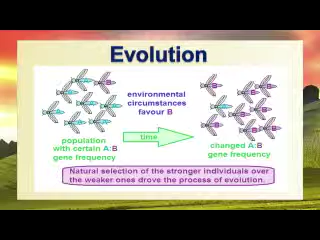 Evolution
environmental
circumstances
favour B
time
population
with certain A:B
gene frequency
changed A:B
gene frequency
Natural selection of the stronger individuals over
the weaker ones drove the process of evolution.